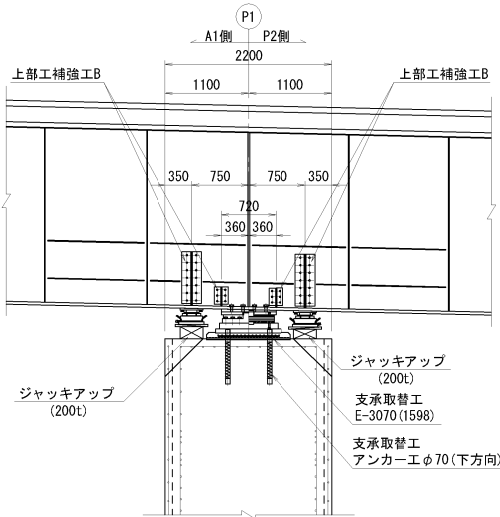 P1
A1側 P2側
2200
上部工補強工B 1100 1100 上部工補強工B
350 750 750 350
720
360 360
ジャッキアップ
(200t)
ジャッキアップ
(200t)
支承取替工
E-3070(1598)
支承取替工
アンカー工φ70(下方向)